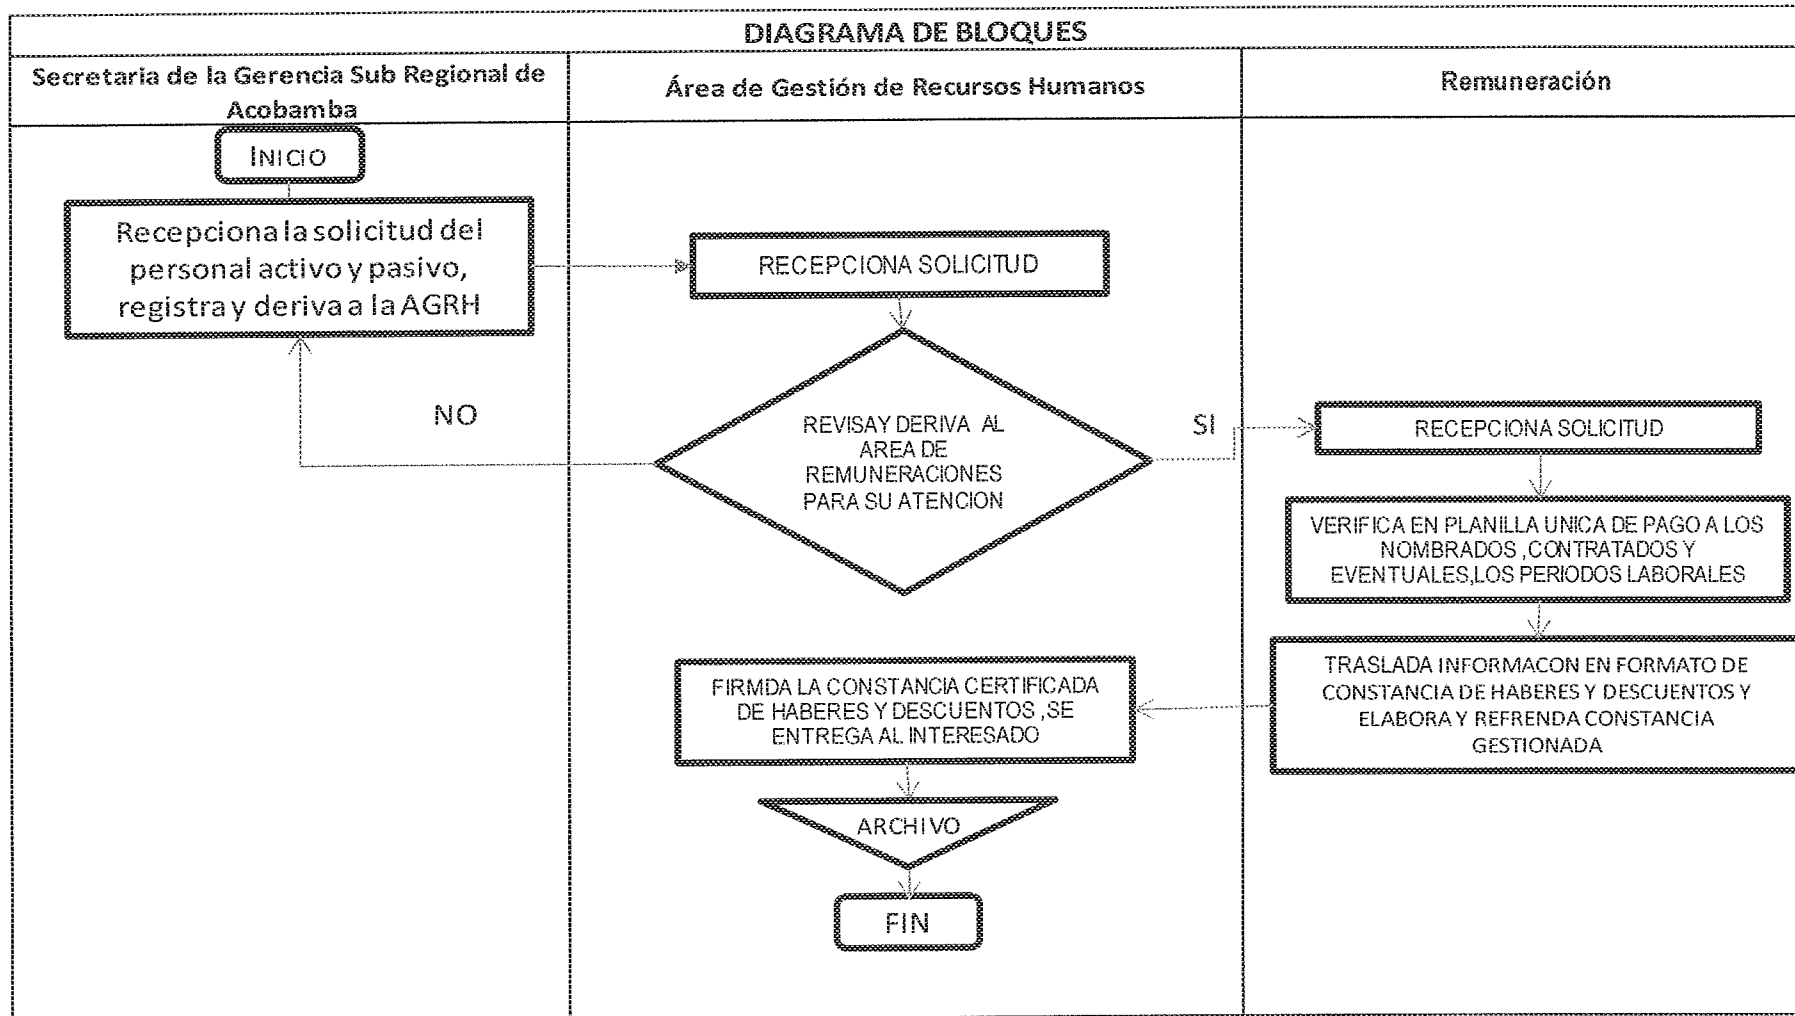 DIAGRAMA DE BLOQUES
Secretaria de la Gerencia Sub Regional de
Acobamba
Área de Gestión de Recursos Humanos
Remuneración
INICIO
Recepciona la solicitud del
personal activo y pasivo,
registra y deriva a la AGRH
RECEPCIONA SOLICITUD
REVISA Y DERIVA AL
AREA DE
REMUNERACIONES
PARA SU ATENCION
NO
SI
RECEPCIONA SOLICITUD
VERIFICA EN PLANILLA UNICA DE PAGO A LOS
NOMBRADOS ,CONTRATADOS Y
EVENTUALES,LOS PERIODOS LABORALES
TRASLADA INFORMACON EN FORMATO DE
CONSTANCIA DE HABERES Y DESCUENTOS Y
ELABORA Y REFRENDA CONSTANCIA
GESTIONADA
FIRMDA LA CONSTANCIA CERTIFICADA
DE HABERES Y DESCUENTOS ,SE
ENTREGA AL INTERESADO
ARCHIVO
FIN